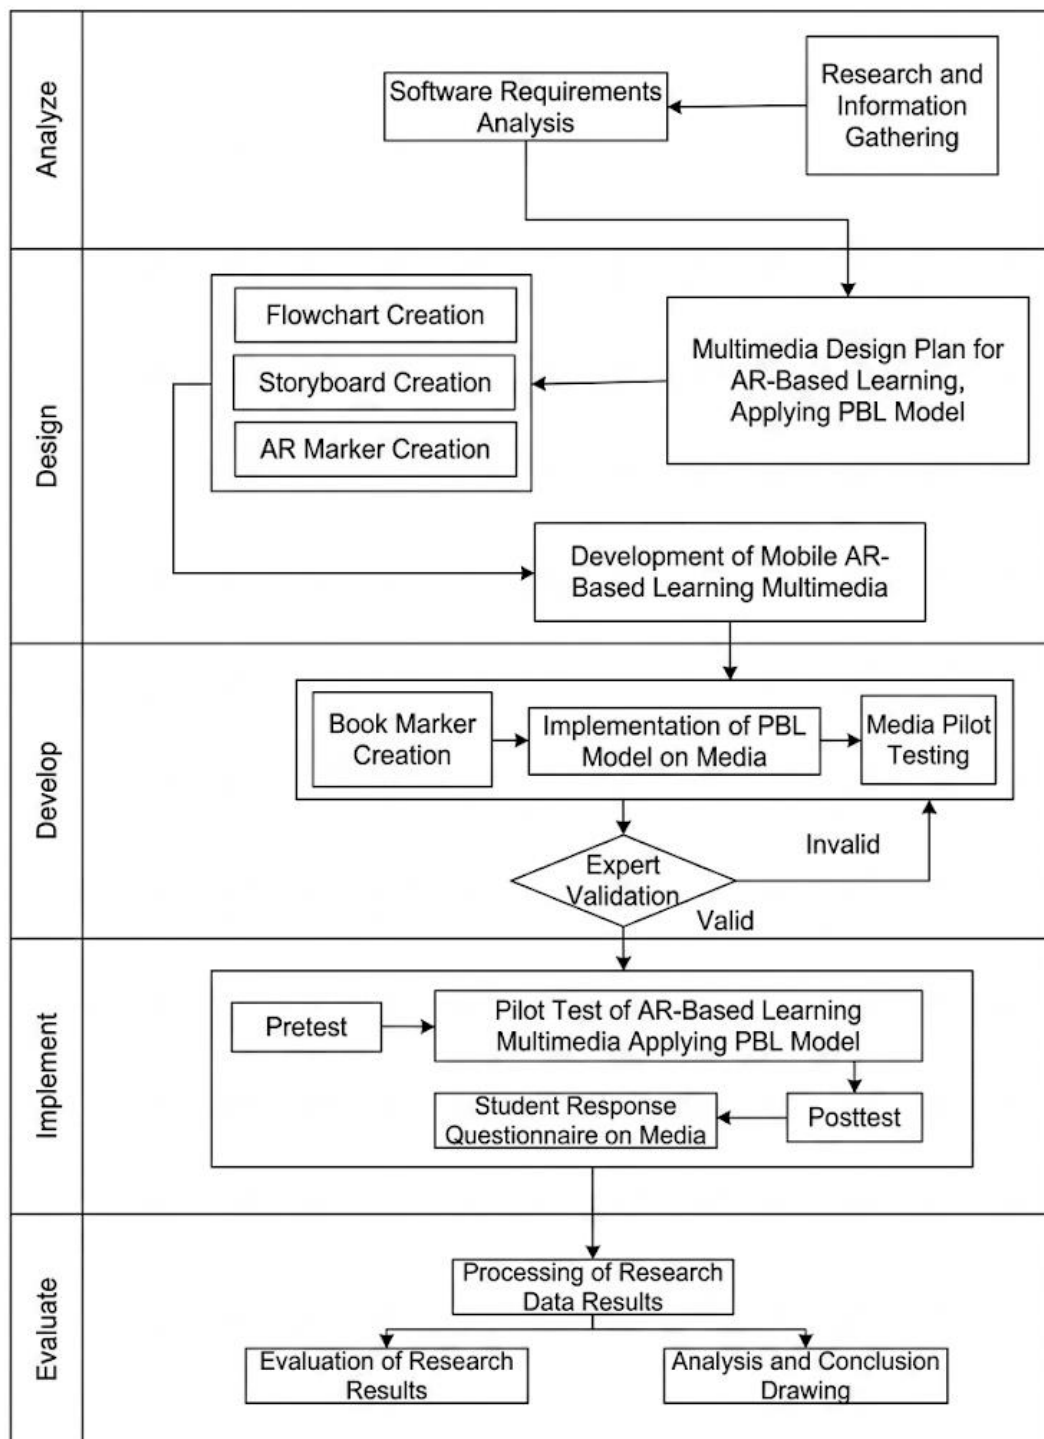 Analyze
Software Requirements
Analysis
Research and
Information
Gathering
Design
Flowchart Creation
Storyboard Creation
AR Marker Creation
Multimedia Design Plan for
AR-Based Learning,
Applying PBL Model
Development of Mobile AR-
Based Learning Multimedia
Develop
Book Marker
Creation
Implementation of PBL
Model on Media
Media Pilot
Testing
Expert
Validation
Invalid
Valid
Implement
Pretest
Pilot Test of AR-Based Learning
Multimedia Applying PBL Model
Student Response
Questionnaire on Media
Posttest
Evaluate
Processing of Research
Data Results
Evaluation of Research
Results
Analysis and Conclusion
Drawing